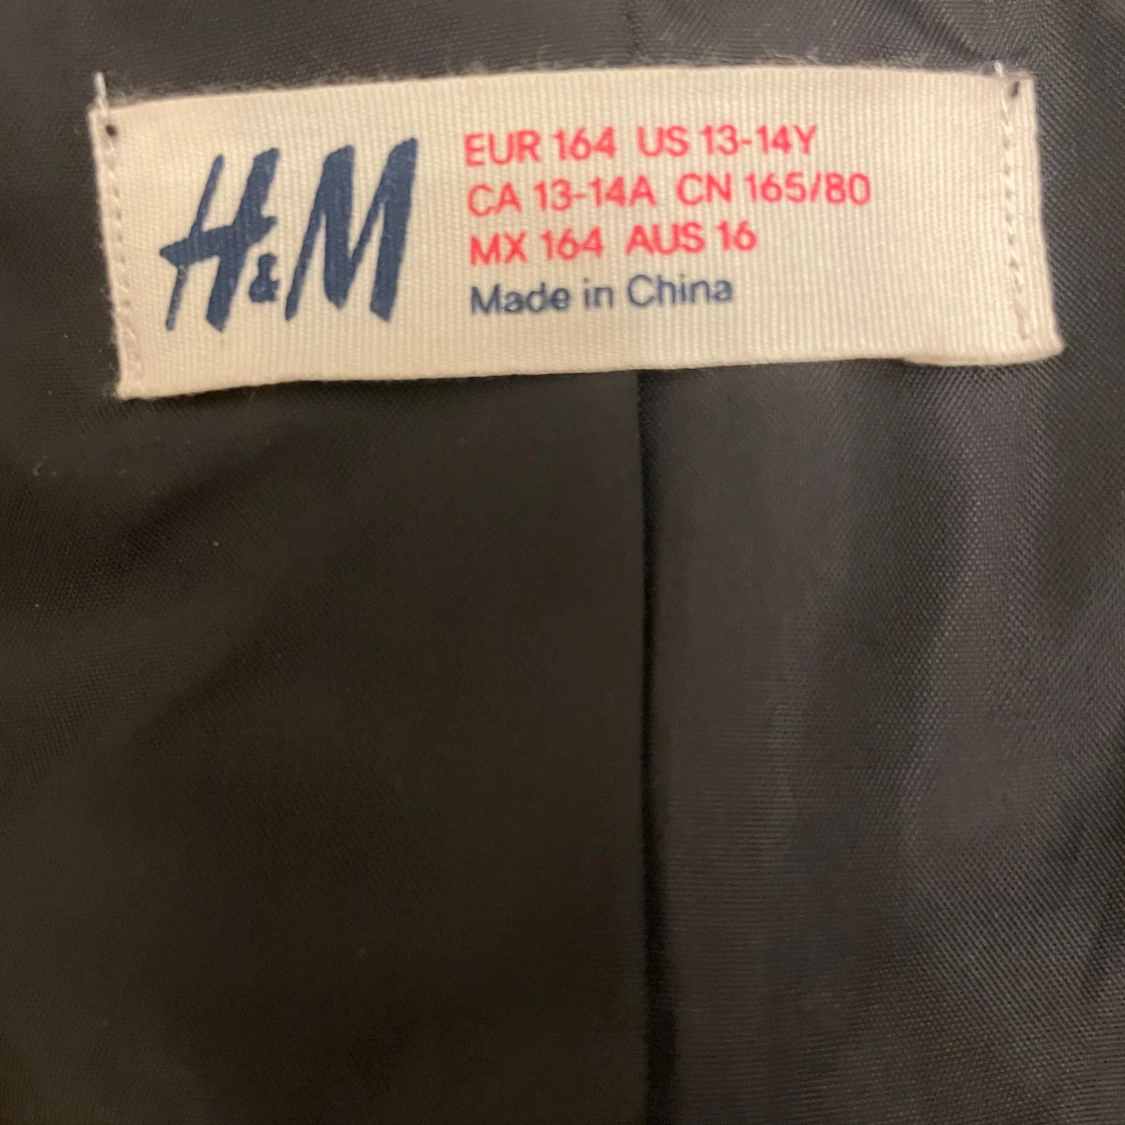 H&M
EUR 164 US 13-14Y
CA 13-14A CN 165/80
MX 164 AUS 16
Made in China